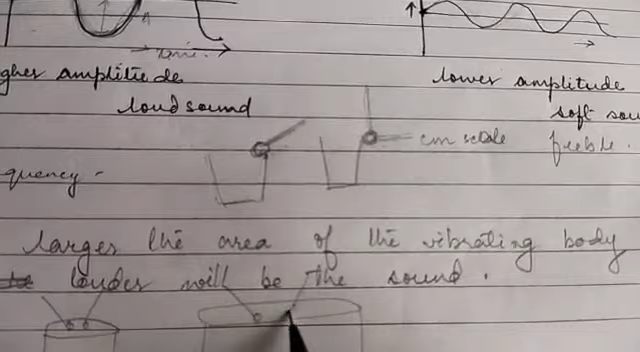 A
time.
gher amplitude
lower amplitude
loud sound
soft sou
cm scale
feeble.
quency -
larger the area of the vibrating body
louder will be the sound.